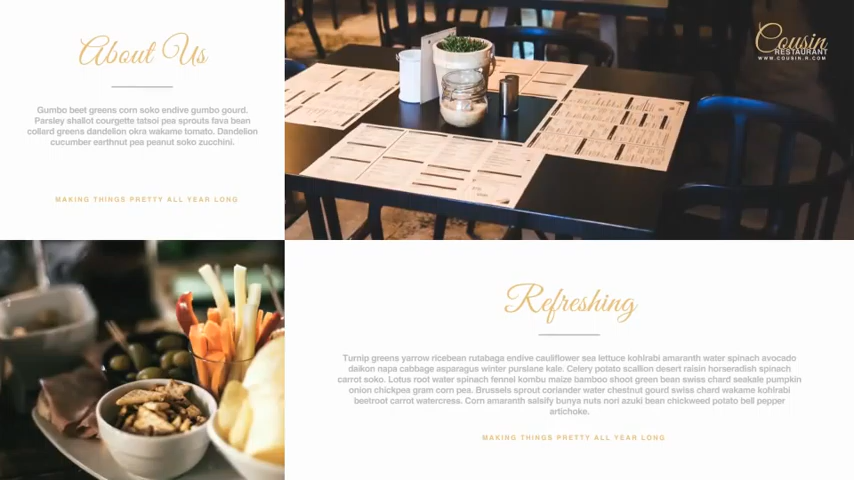 About Us
Gumbo beet greens corn soko endive gumbo gourd.
Parsley shallot courgette tatsoi pea sprouts fava bean
collard greens dandelion okra wakame tomato. Dandelion
cucumber earthnut pea peanut soko zucchini.
MAKING THINGS PRETTY ALL YEAR LONG
Cousin
RESTAURANT
WWW.COUSIN.R.COM
Refreshing
Turnip greens yarrow ricebean rutabaga endive cauliflower sea lettuce kohlrabi amaranth water spinach avocado
daikon napa cabbage asparagus winter purslane kale. Celery potato scallion desert raisin horseradish spinach
carrot soko. Lotus root water spinach fennel kombu maize bamboo shoot green bean swiss chard seakale pumpkin
onion chickpea gram corn pea. Brussels sprout coriander water chestnut gourd swiss chard wakame kohlrabi
beetroot carrot watercress. Corn amaranth salsify bunya nuts nori azuki bean chickweed potato bell pepper
artichoke.
MAKING THINGS PRETTY ALL YEAR LONG